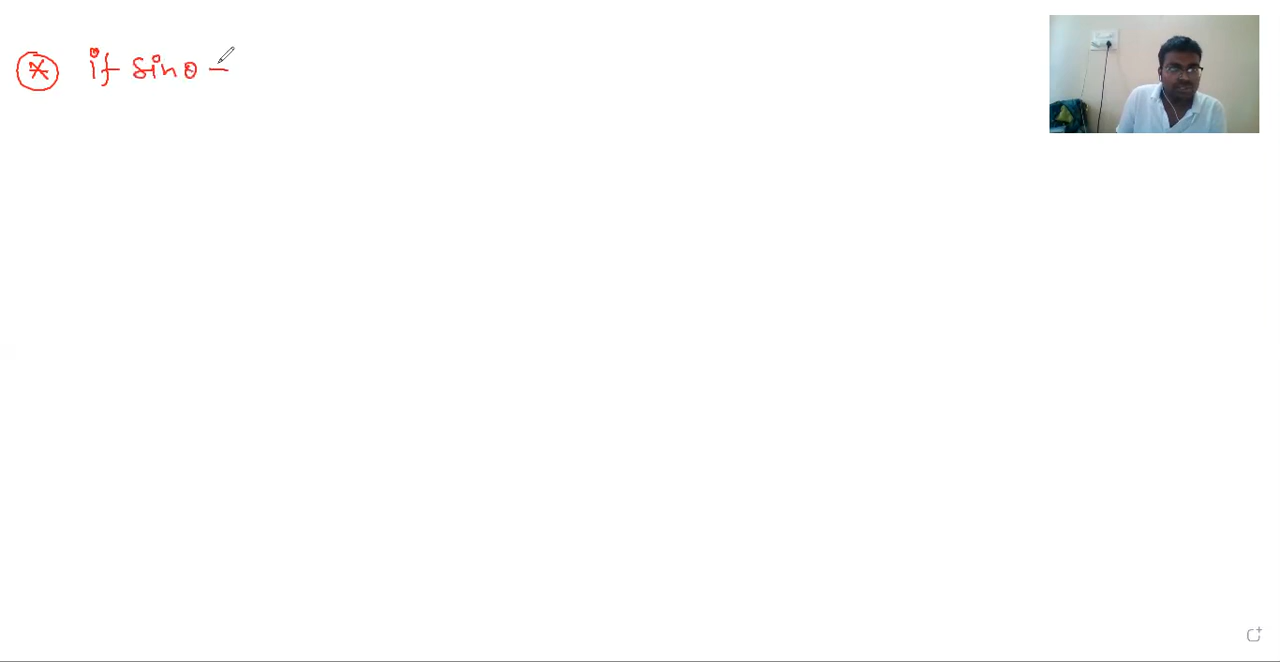 * if sinθ -